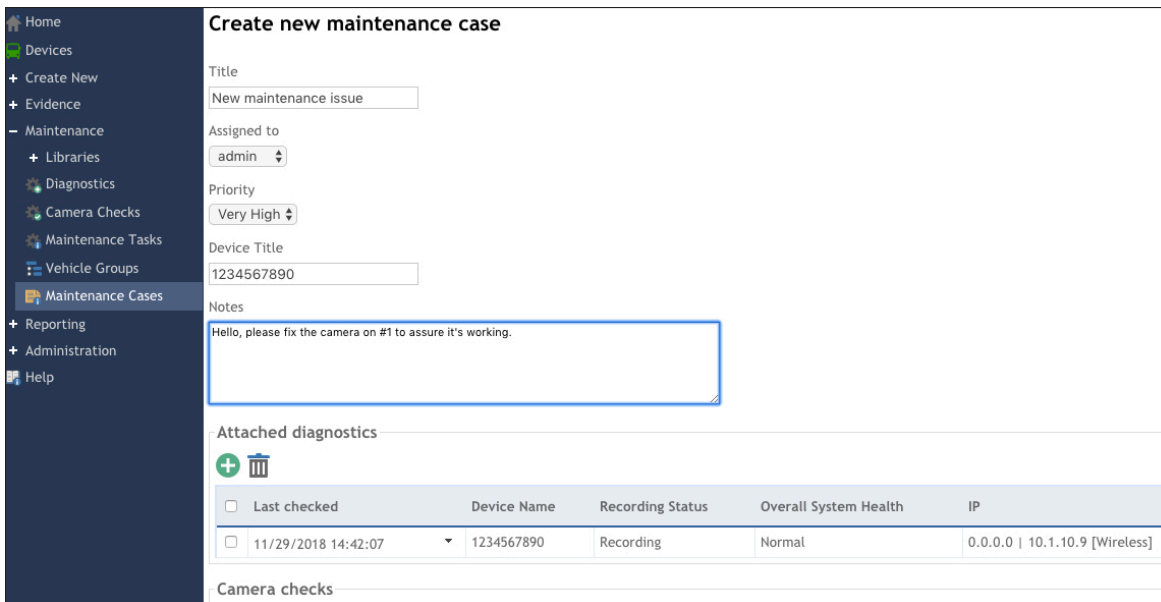 Home
Devices
+ Create New
+ Evidence
− Maintenance
+ Libraries
Diagnostics
Camera Checks
Maintenance Tasks
Vehicle Groups
Maintenance Cases
+ Reporting
+ Administration
Help
Create new maintenance case
Title
New maintenance issue
Assigned to
admin
Priority
Very High
Device Title
1234567890
Notes
Hello, please fix the camera on #1 to assure it's working.
Attached diagnostics
Last checked Device Name Recording Status Overall System Health IP
11/29/2018 14:42:07 1234567890 Recording Normal 0.0.0.0 | 10.1.10.9 [Wireless]
Camera checks